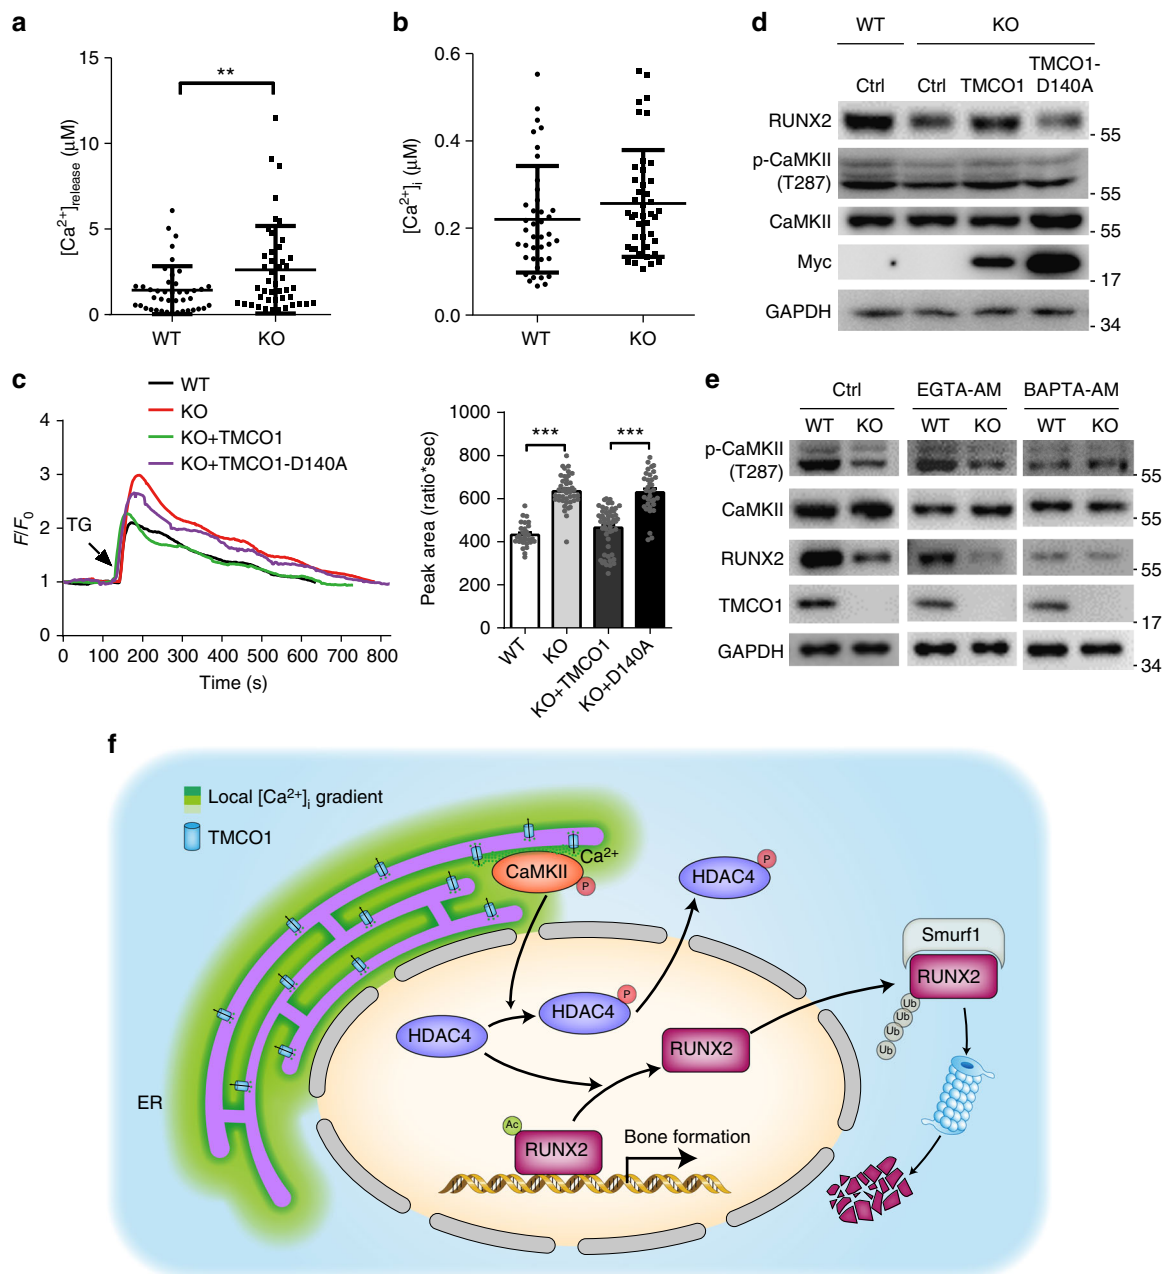 a
[Ca²⁺]release (μM)
15
10
5
0
**
WT
KO
b
[Ca²⁺]i (μM)
0.6
0.4
0.2
0.0
WT
KO
d
WT
KO
Ctrl
Ctrl
TMCO1
TMCO1-
D140A
RUNX2
- 55
p-CaMKII
(T287)
- 55
CaMKII
- 55
Myc
- 17
GAPDH
- 34
c
WT
KO
KO+TMCO1
KO+TMCO1-D140A
F/F₀
4
3
2
1
0
TG
0
100
200
300
400
500
600
700
800
Time (s)
Peak area (ratio*sec)
1000
800
600
400
200
0
***
***
WT
KO
KO+TMCO1
KO+D140A
e
Ctrl
EGTA-AM
BAPTA-AM
WT
KO
WT
KO
WT
KO
p-CaMKII
(T287)
- 55
CaMKII
- 55
RUNX2
- 55
TMCO1
- 17
GAPDH
- 34
f
Local [Ca²⁺]i gradient
TMCO1
Ca²⁺
CaMKII
P
HDAC4
P
Smurf1
RUNX2
Ub
Ub
Ub
Ub
HDAC4
HDAC4
P
RUNX2
ER
Ac
RUNX2
Bone formation